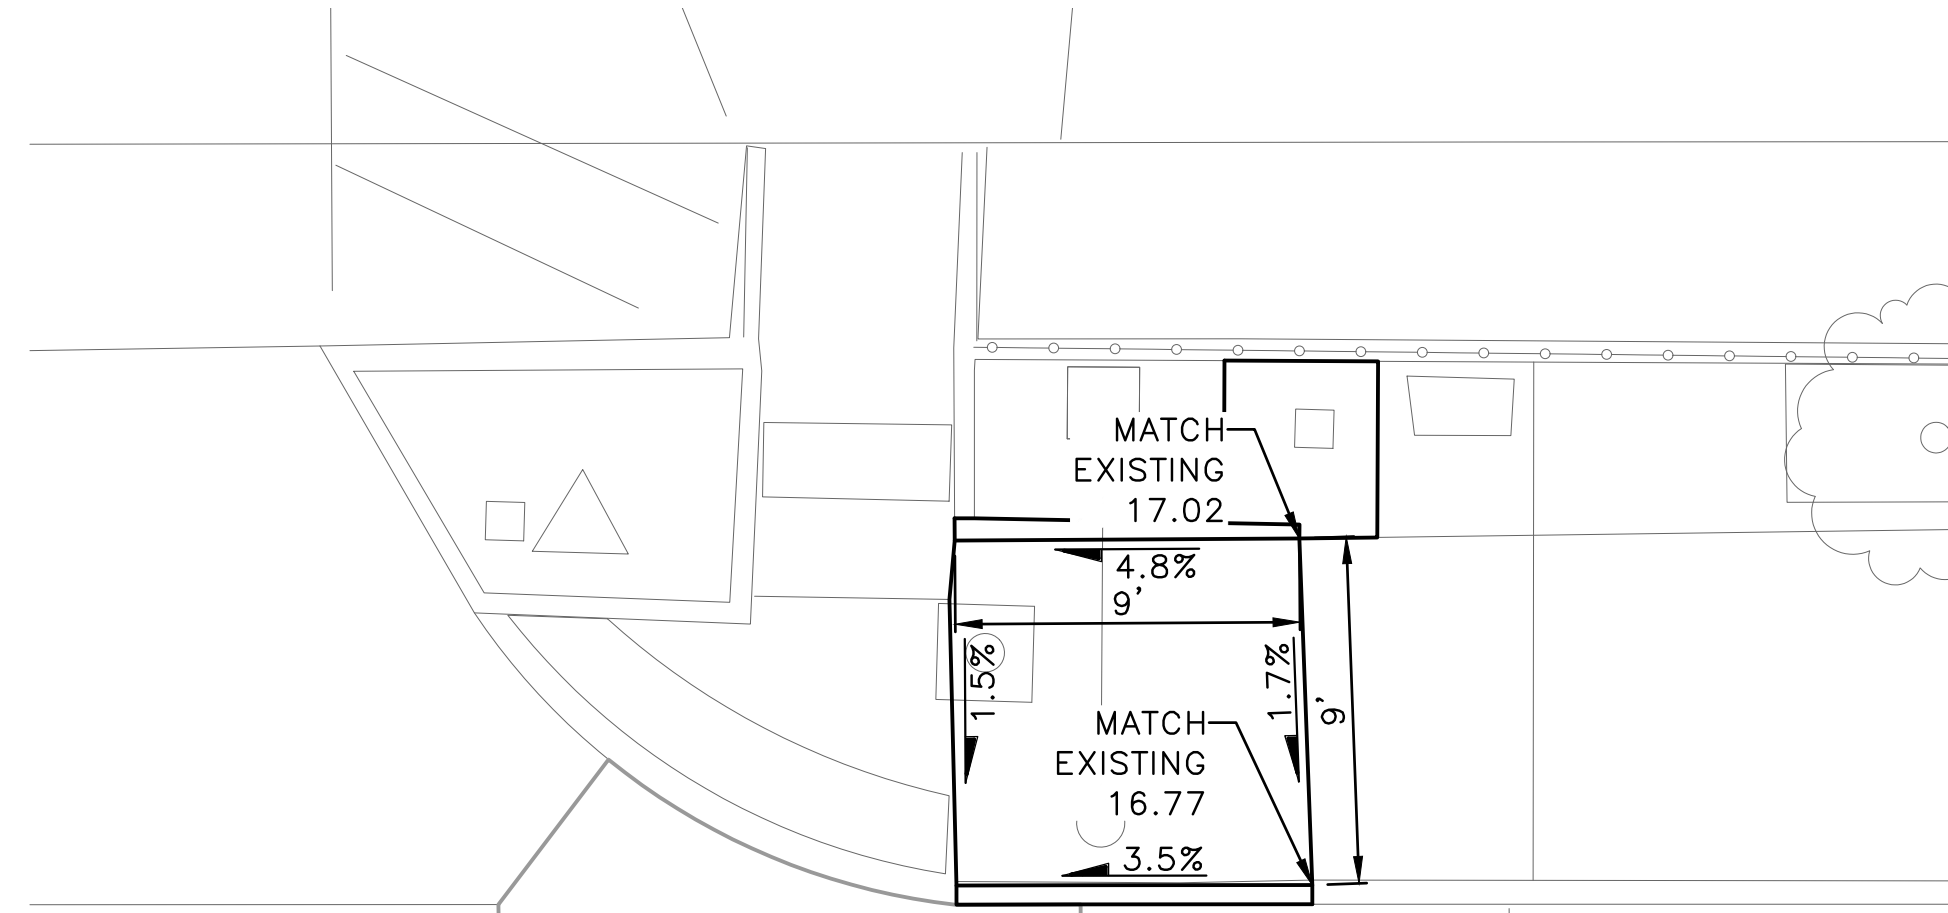 MATCH
EXISTING
17.02
4.8%
9'
1.5%
1.7%
9'
MATCH
EXISTING
16.77
3.5%